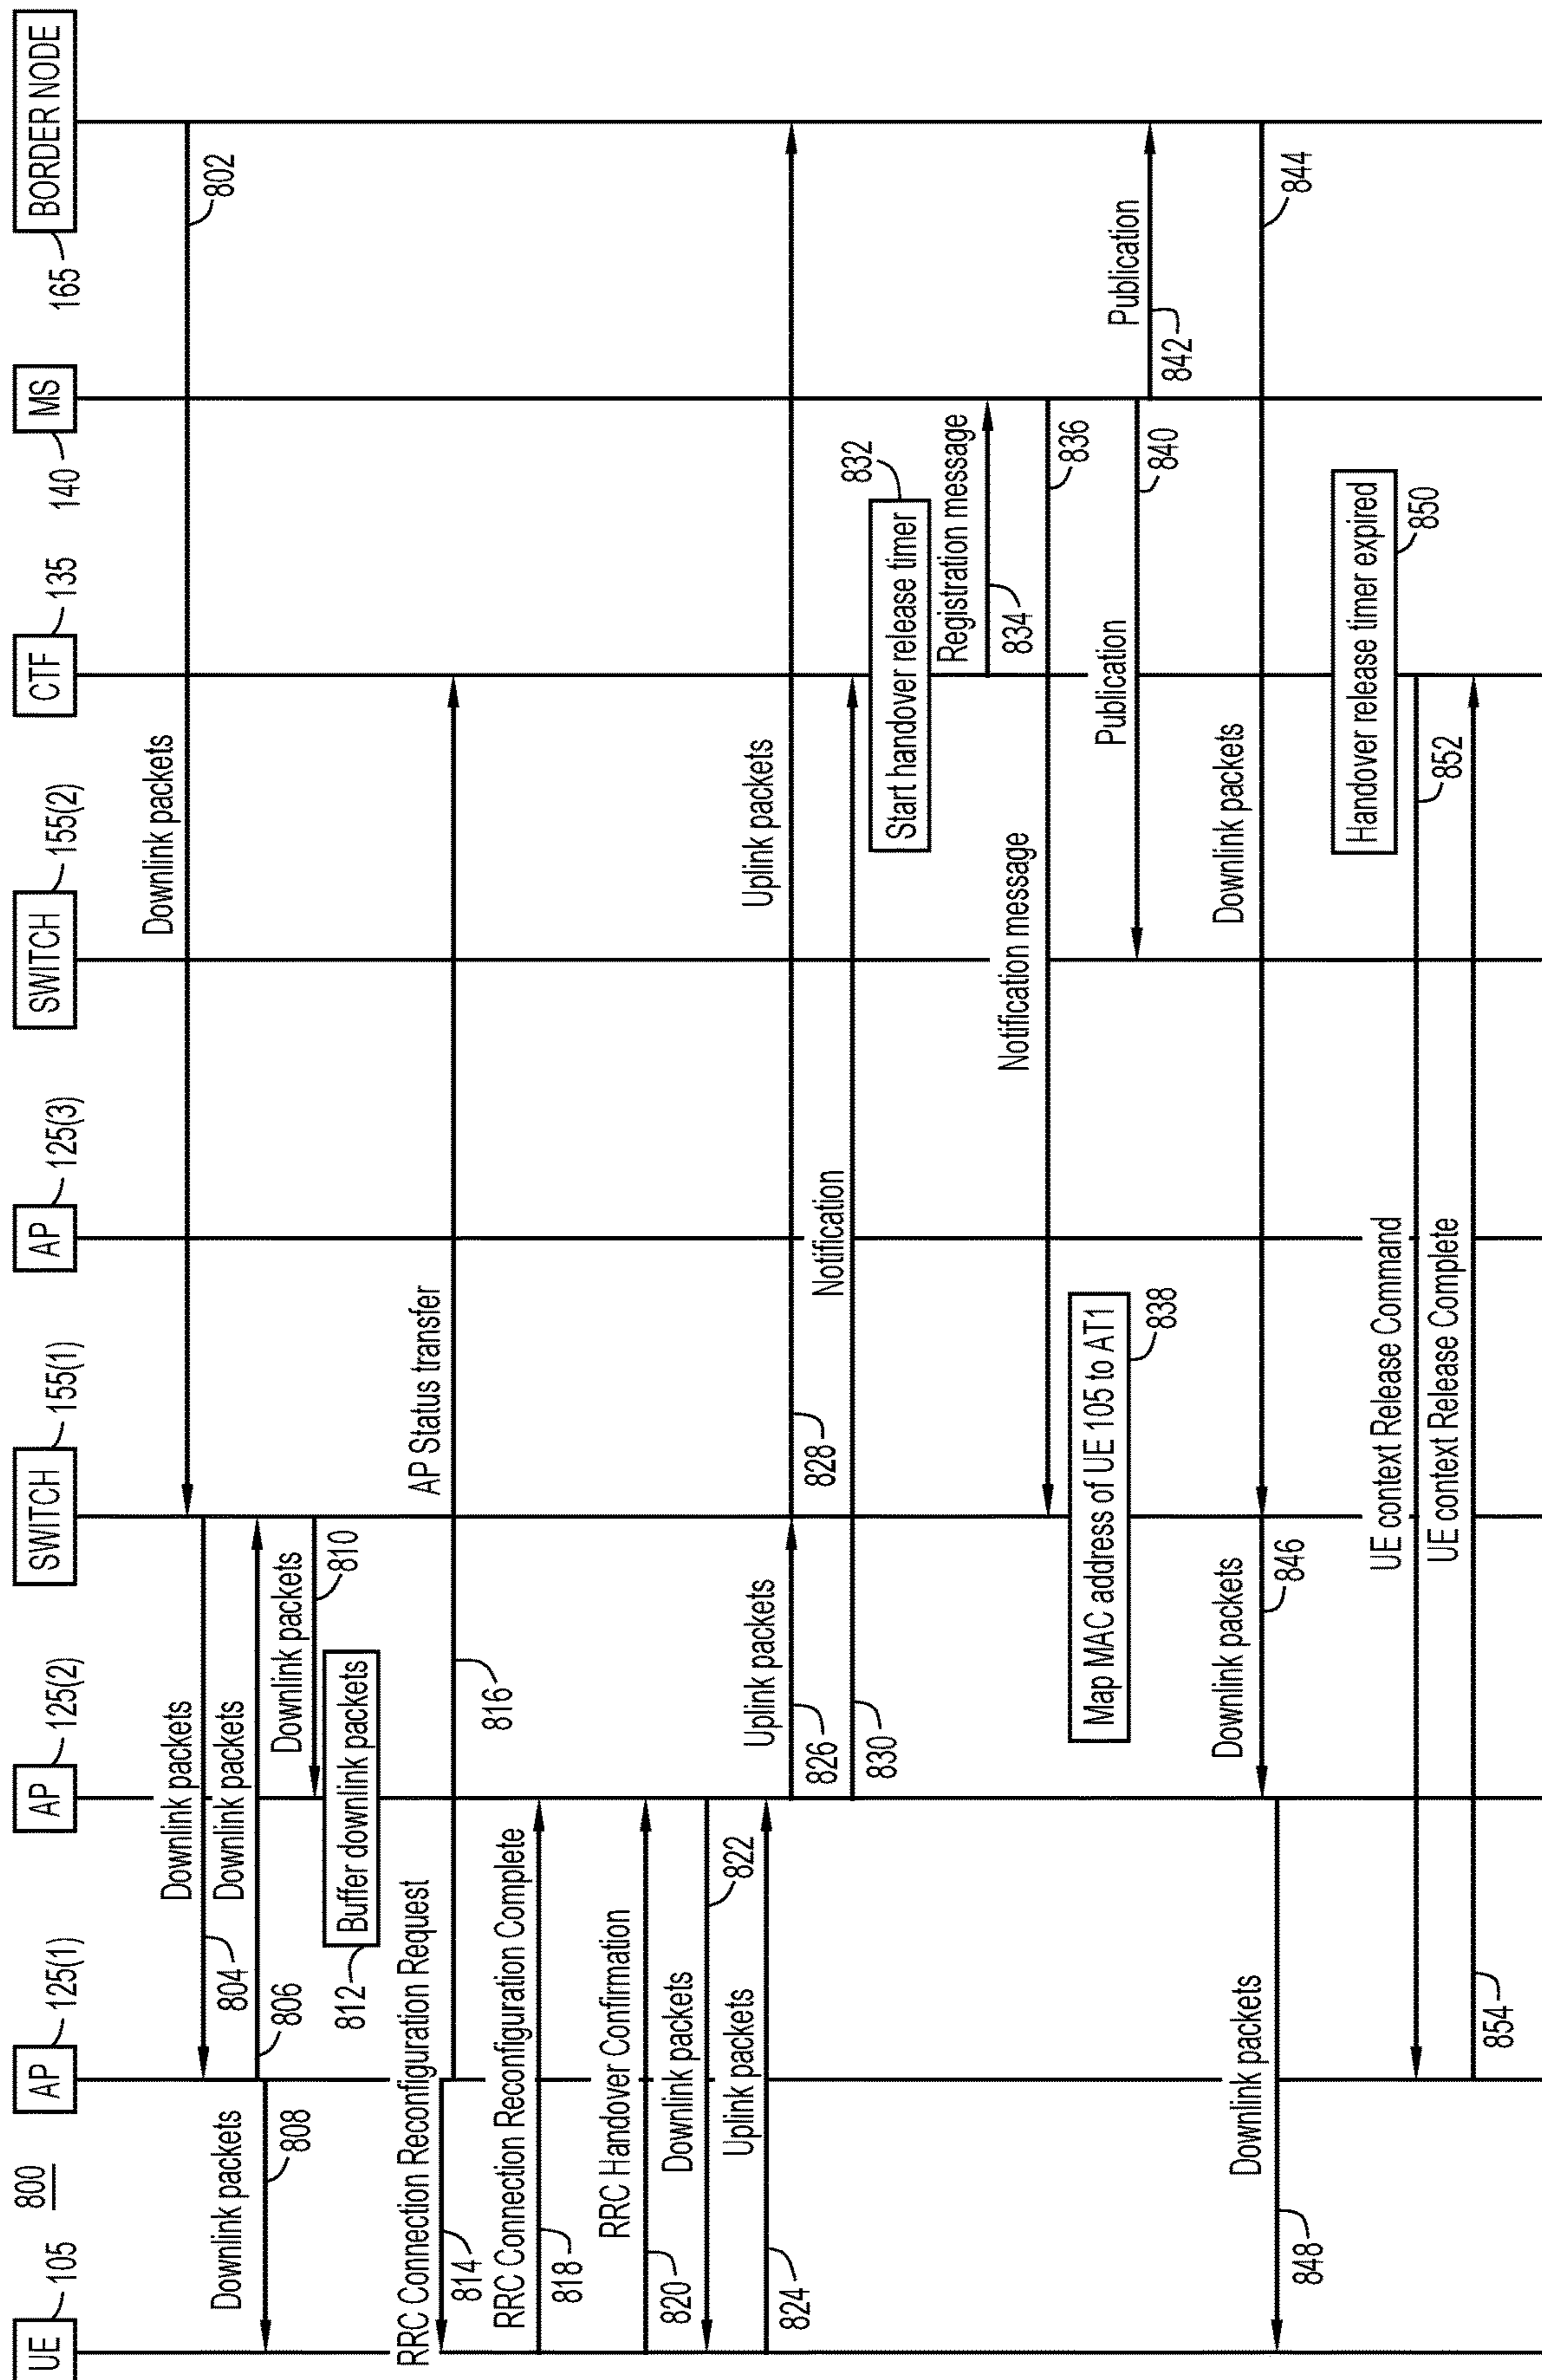 800
UE
105
AP
125(1)
AP
125(2)
SWITCH
155(1)
AP
125(3)
SWITCH
155(2)
CTF
135
MS
140
BORDER NODE
165
Downlink packets
802
Downlink packets
804
Downlink packets
806
Downlink packets
808
Downlink packets
810
Buffer downlink packets
812
RRC Connection Reconfiguration Request
814
AP Status transfer
816
RRC Connection Reconfiguration Complete
818
RRC Handover Confirmation
820
Downlink packets
822
Uplink packets
824
Uplink packets
826
Uplink packets
828
Notification
830
Start handover release timer
832
Registration message
834
Notification message
836
Map MAC address of UE 105 to AT1
838
Publication
840
Publication
842
Downlink packets
844
Downlink packets
846
Downlink packets
848
Handover release timer expired
850
UE context Release Command
852
UE context Release Complete
854